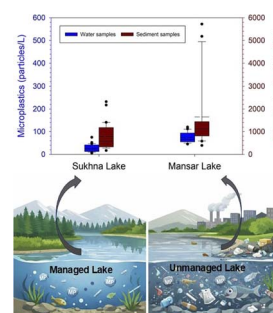 Microplastics (particles/L)
600
500
400
300
200
100
0
Water samples
Sediment samples
6000
5000
4000
3000
2000
1000
0
Sukhna Lake
Mansar Lake
Managed Lake
Unmanaged Lake